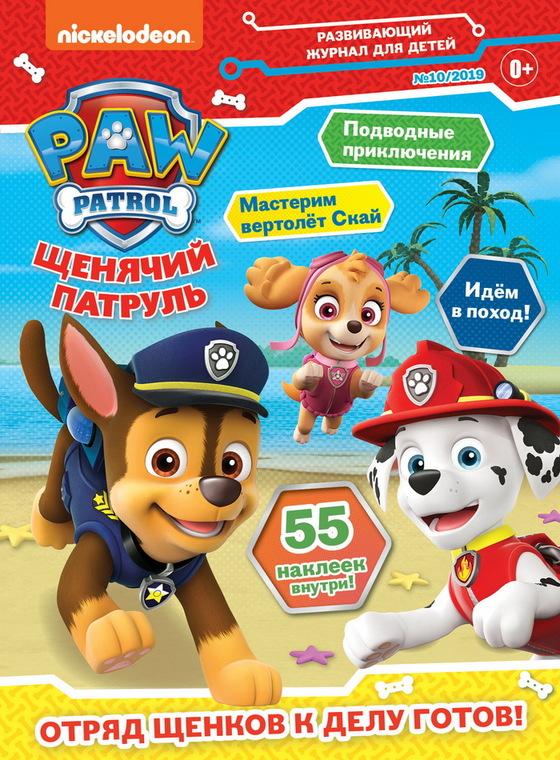 nickelodeon
РАЗВИВАЮЩИЙ
ЖУРНАЛ ДЛЯ ДЕТЕЙ
№10/2019
0+
PAW
PATROL
ЩЕНЯЧИЙ
ПАТРУЛЬ
Подводные
приключения
Мастерим
вертолёт Скай
Идём
в поход!
55
наклеек
внутри!
ОТРЯД ЩЕНКОВ К ДЕЛУ ГОТОВ!